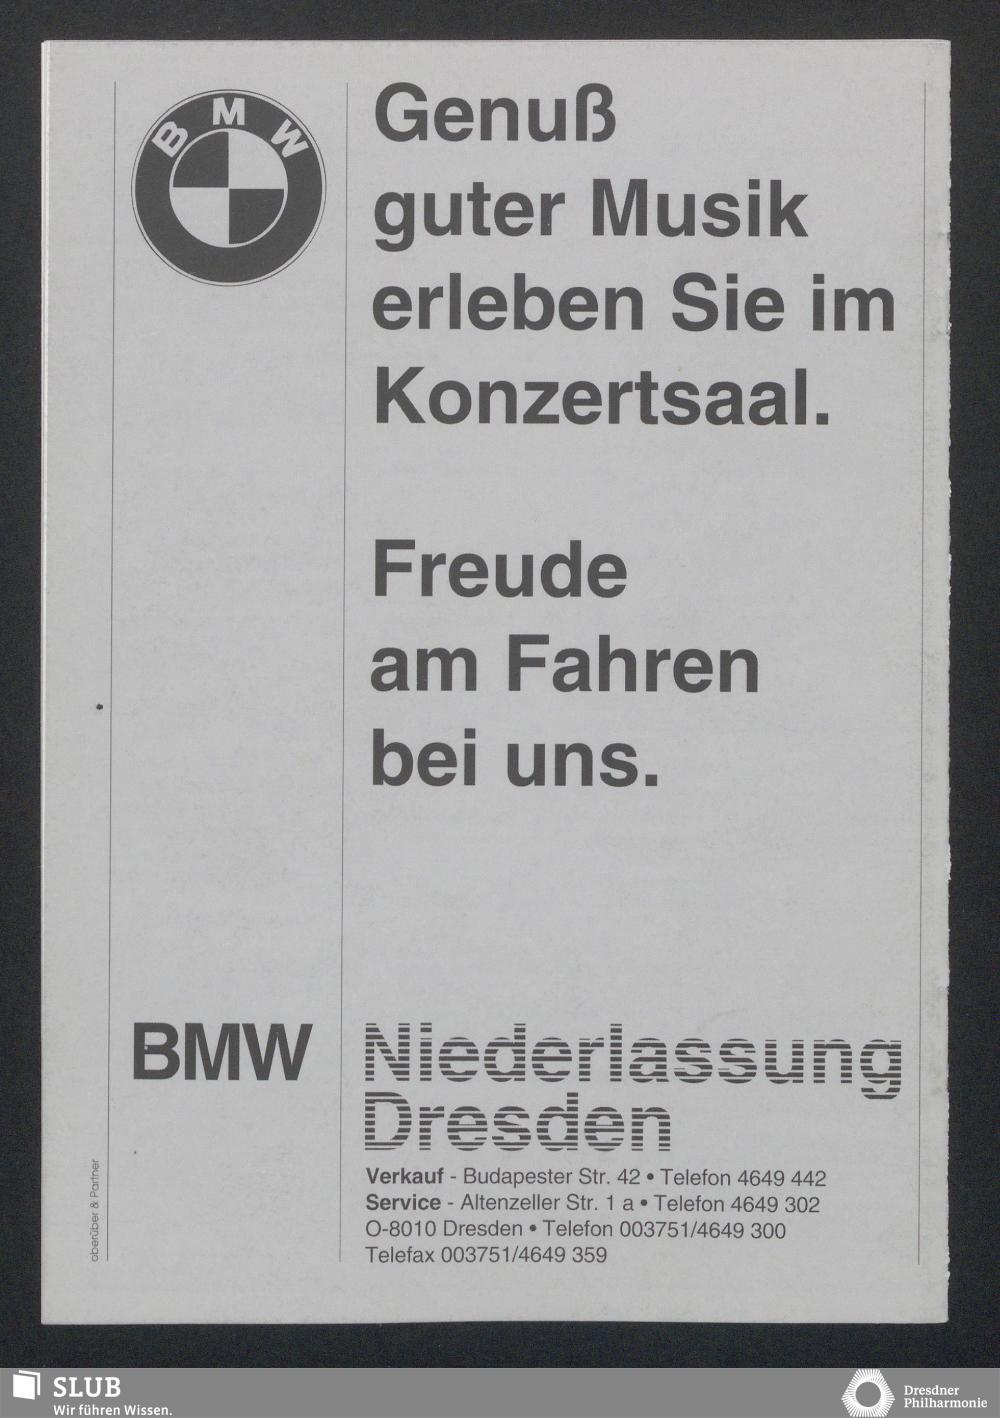 BMW
Genuß
guter Musik
erleben Sie im
Konzertsaal.
Freude
am Fahren
bei uns.
BMW
Niederlassung
Dresden
Verkauf - Budapester Str. 42 • Telefon 4649 442
Service - Altenzeller Str. 1 a • Telefon 4649 302
O-8010 Dresden • Telefon 003751/4649 300
Telefax 003751/4649 359
oberüber & Partner
SLUB
Wir führen Wissen.
Dresdner
Philharmonie